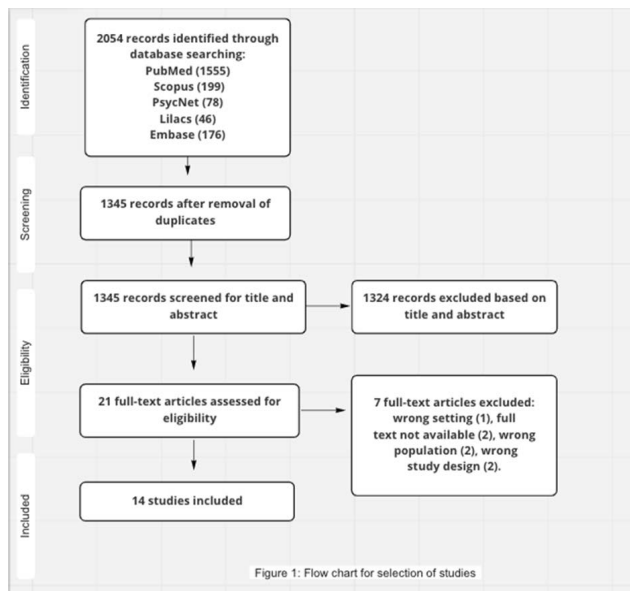 Identification
2054 records identified through
database searching:
PubMed (1555)
Scopus (199)
PsycNet (78)
Lilacs (46)
Embase (176)
Screening
1345 records after removal of
duplicates
Eligibility
1345 records screened for title and
abstract
1324 records excluded based on
title and abstract
21 full-text articles assessed for
eligibility
7 full-text articles excluded:
wrong setting (1), full
text not available (2), wrong
population (2), wrong
study design (2).
Included
14 studies included
Figure 1: Flow chart for selection of studies